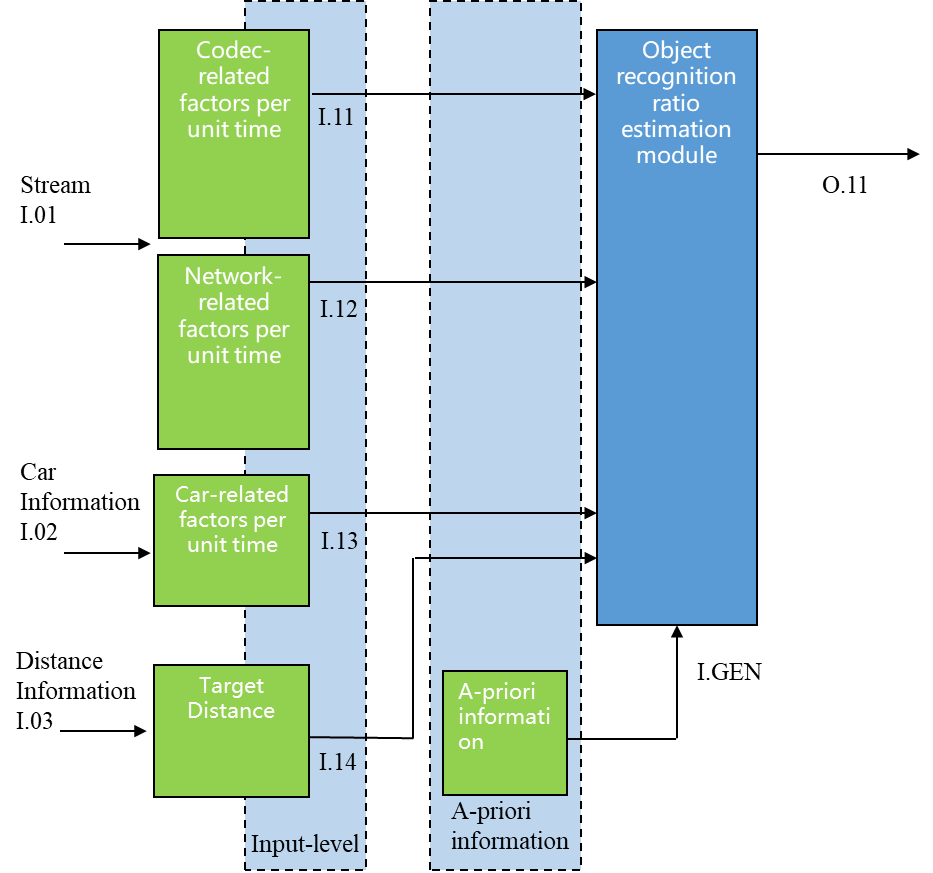 Codec-
related
factors per
unit time
I.11
Object
recognition
ratio
estimation
module
O.11
Stream
I.01
Network-
related
factors per
unit time
I.12
Car
Information
I.02
Car-related
factors per
unit time
I.13
Distance
Information
I.03
Target
Distance
I.14
A-priori
informati
on
I.GEN
A-priori
information
Input-level